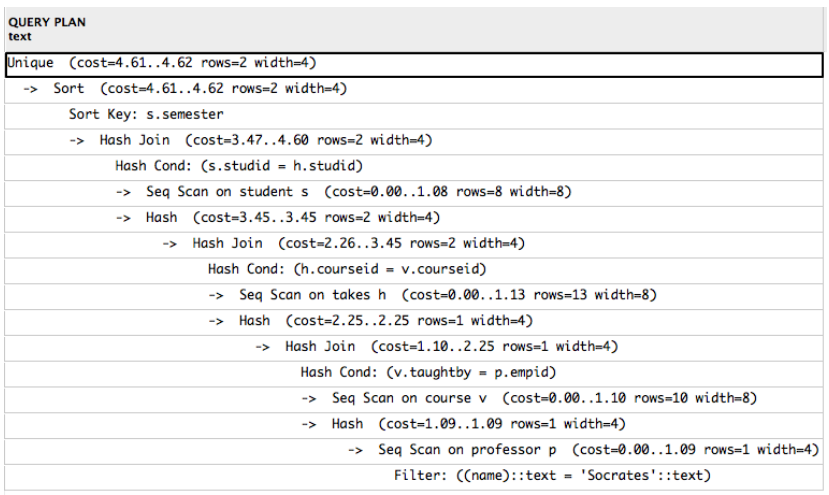 QUERY PLAN
text
Unique  (cost=4.61..4.62 rows=2 width=4)
->  Sort  (cost=4.61..4.62 rows=2 width=4)
Sort Key: s.semester
->  Hash Join  (cost=3.47..4.60 rows=2 width=4)
Hash Cond: (s.studid = h.studid)
->  Seq Scan on student s  (cost=0.00..1.08 rows=8 width=8)
->  Hash  (cost=3.45..3.45 rows=2 width=4)
->  Hash Join  (cost=2.26..3.45 rows=2 width=4)
Hash Cond: (h.courseid = v.courseid)
->  Seq Scan on takes h  (cost=0.00..1.13 rows=13 width=8)
->  Hash  (cost=2.25..2.25 rows=1 width=4)
->  Hash Join  (cost=1.10..2.25 rows=1 width=4)
Hash Cond: (v.taughtby = p.empid)
->  Seq Scan on course v  (cost=0.00..1.10 rows=10 width=8)
->  Hash  (cost=1.09..1.09 rows=1 width=4)
->  Seq Scan on professor p  (cost=0.00..1.09 rows=1 width=4)
Filter: ((name)::text = 'Socrates'::text)